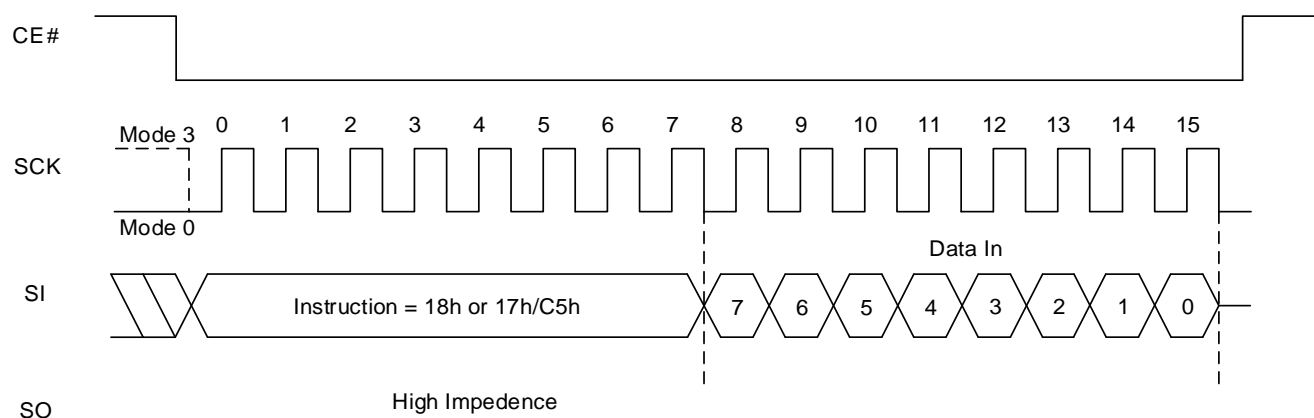 CE#
0 1 2 3 4 5 6 7 8 9 10 11 12 13 14 15
Mode 3
SCK
Mode 0
Data In
SI
Instruction = 18h or 17h/C5h 7 6 5 4 3 2 1 0
High Impedence
SO